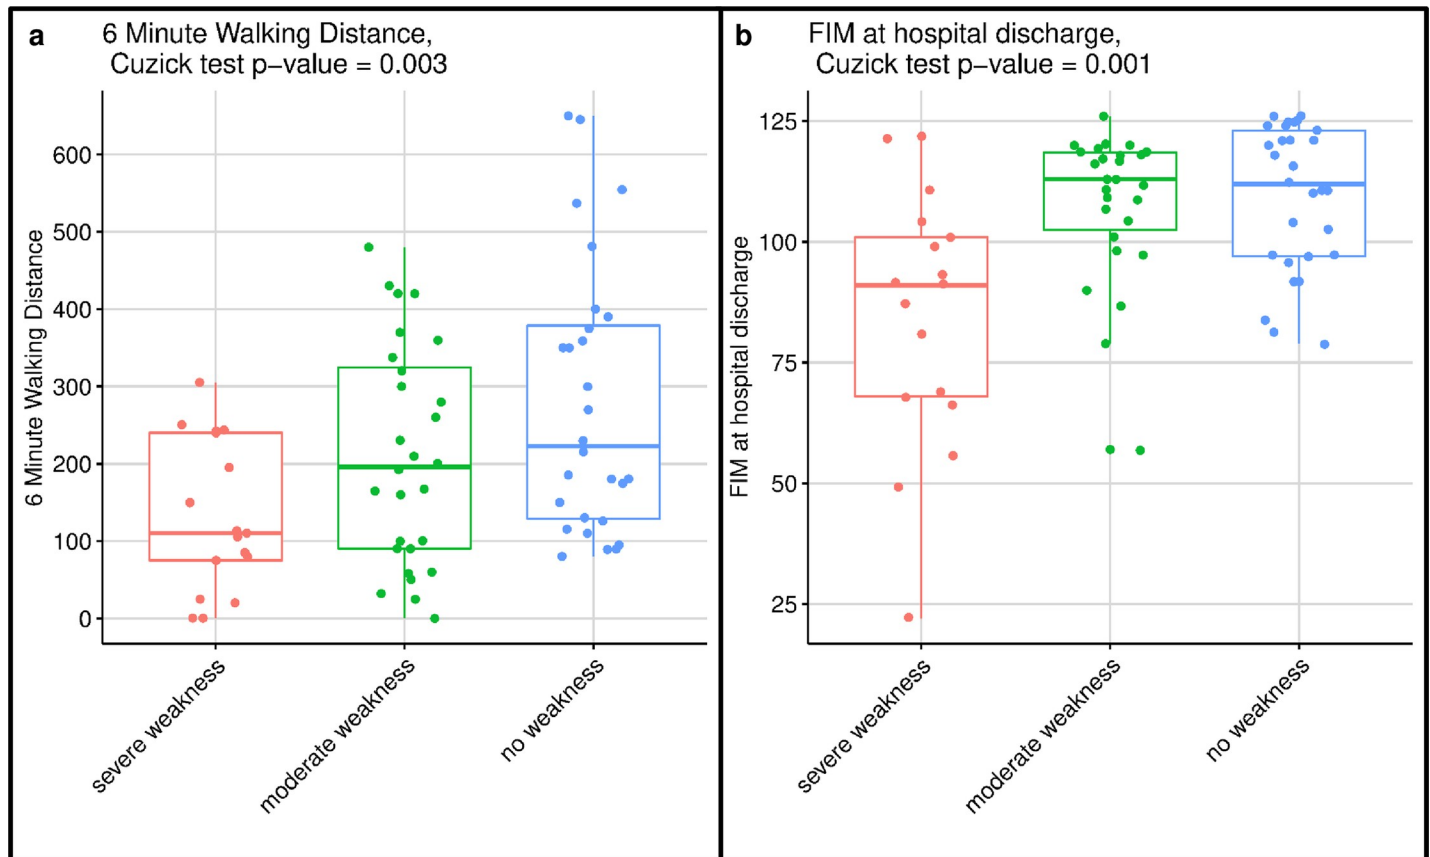 a
6 Minute Walking Distance,
Cuzick test p−value = 0.003
6 Minute Walking Distance
600
500
400
300
200
100
0
severe weakness
moderate weakness
no weakness
b
FIM at hospital discharge,
Cuzick test p−value = 0.001
FIM at hospital discharge
125
100
75
50
25
severe weakness
moderate weakness
no weakness